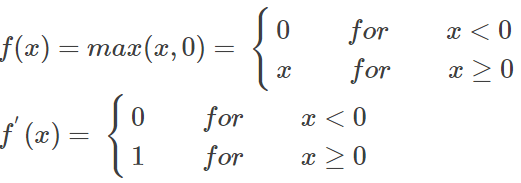 f(x) = max(x,0) = { 0 for x < 0
x for x ≥ 0
f′(x) = { 0 for x < 0
1 for x ≥ 0